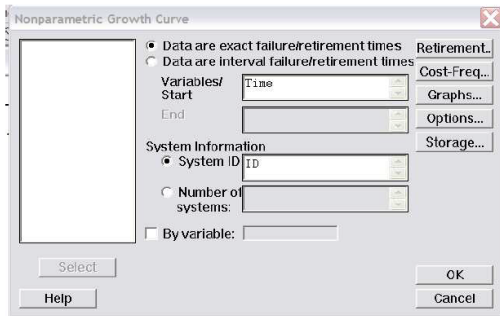 Nonparametric Growth Curve
Data are exact failure/retirement times
Data are interval failure/retirement times
Variables/
Start
Time
End
System Information
System ID
ID
Number of
systems:
By variable:
Retirement..
Cost-Freq...
Graphs...
Options...
Storage...
Select
Help
OK
Cancel